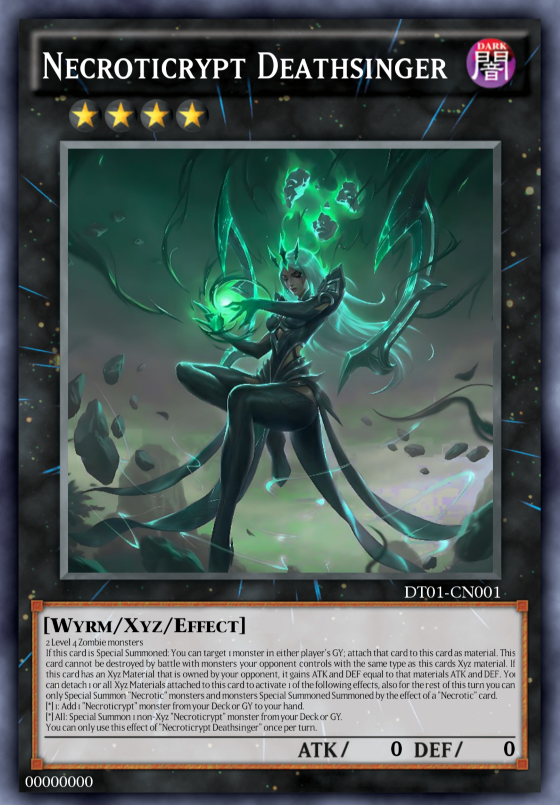 NECROTICRYPT DEATHSINGER
DARK
闇
DT01-CN001
[WYRM/XYZ/EFFECT]
2 Level 4 Zombie monsters
If this card is Special Summoned: You can target 1 monster in either player's GY; attach that card to this card as material. This
card cannot be destroyed by battle with monsters your opponent controls with the same type as this cards Xyz material. If
this card has an Xyz Material that is owned by your opponent, it gains ATK and DEF equal to that materials ATK and DEF. You
can detach 1 or all Xyz Materials attached to this card to activate 1 of the following effects, also for the rest of this turn you can
only Special Summon "Necrotic" monsters and monsters Special Summoned Summoned by the effect of a "Necrotic" card.
[*] 1: Add 1 "Necroticrypt" monster from your Deck or GY to your hand.
[*] All: Special Summon 1 non-Xyz "Necroticrypt" monster from your Deck or GY.
You can only use this effect of "Necroticrypt Deathsinger" once per turn.
ATK/ 0 DEF/ 0
00000000